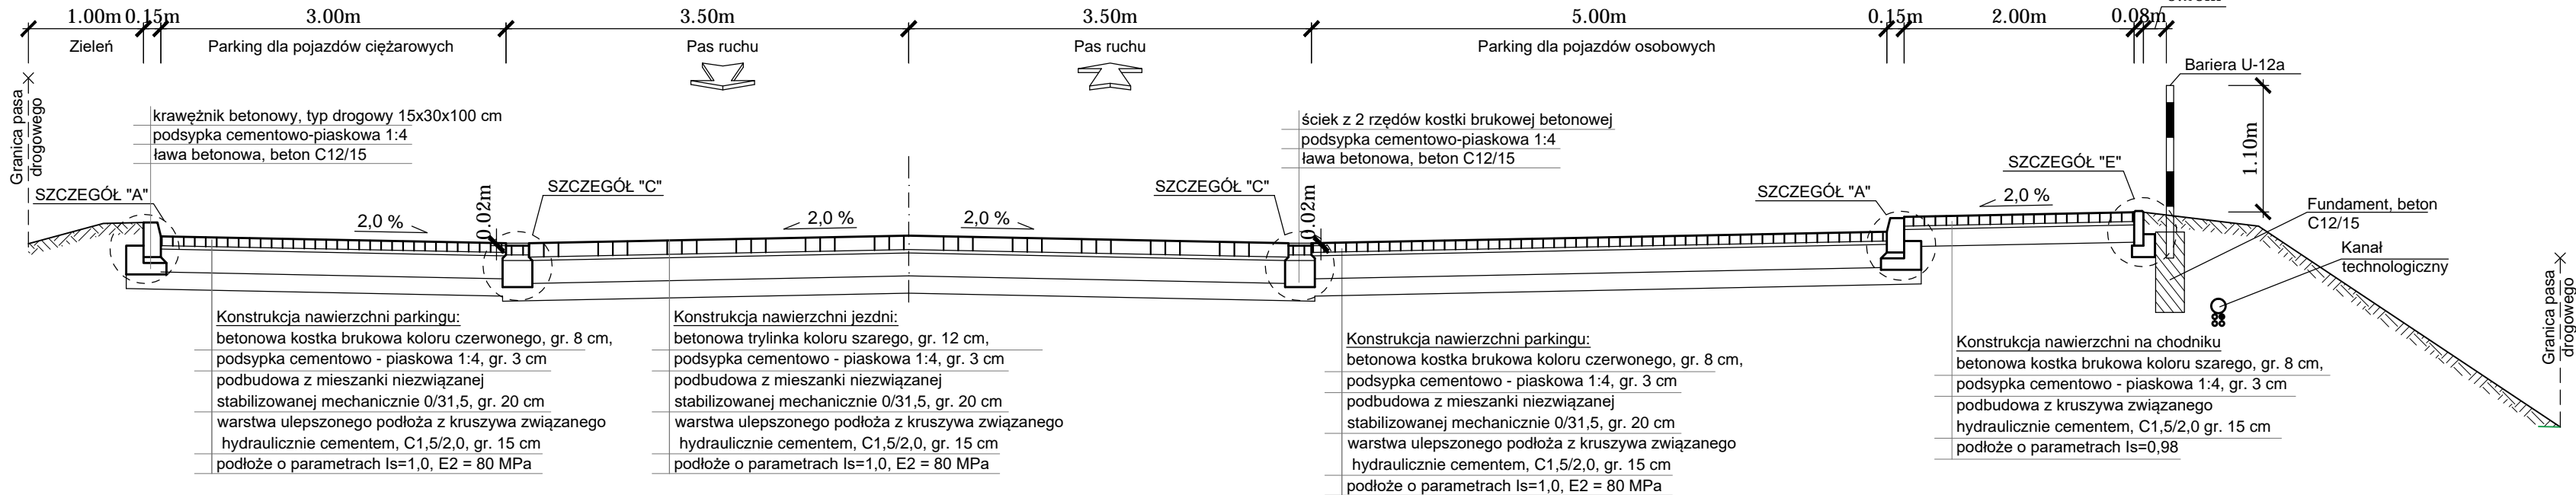 1.00m 0.15m 3.00m 3.50m 3.50m 5.00m 0.15m 2.00m 0.08m
Zieleń Parking dla pojazdów ciężarowych Pas ruchu Pas ruchu Parking dla pojazdów osobowych
Bariera U-12a
Granica pasa
drogowego
krawężnik betonowy, typ drogowy 15x30x100 cm
podsypka cementowo-piaskowa 1:4
ława betonowa, beton C12/15
ściek z 2 rzędów kostki brukowej betonowej
podsypka cementowo-piaskowa 1:4
ława betonowa, beton C12/15
1.10m
SZCZEGÓŁ "A"
0.02m
SZCZEGÓŁ "C"
SZCZEGÓŁ "C"
0.02m
SZCZEGÓŁ "A"
SZCZEGÓŁ "E"
2,0 % 2,0 % 2,0 % 2,0 %
Fundament, beton
C12/15
Kanał
technologiczny
Granica pasa
drogowego
Konstrukcja nawierzchni parkingu:
betonowa kostka brukowa koloru czerwonego, gr. 8 cm,
podsypka cementowo - piaskowa 1:4, gr. 3 cm
podbudowa z mieszanki niezwiązanej
stabilizowanej mechanicznie 0/31,5, gr. 20 cm
warstwa ulepszonego podłoża z kruszywa związanego
hydraulicznie cementem, C1,5/2,0, gr. 15 cm
podłoże o parametrach Is=1,0, E2 = 80 MPa
Konstrukcja nawierzchni jezdni:
betonowa trylinka koloru szarego, gr. 12 cm,
podsypka cementowo - piaskowa 1:4, gr. 3 cm
podbudowa z mieszanki niezwiązanej
stabilizowanej mechanicznie 0/31,5, gr. 20 cm
warstwa ulepszonego podłoża z kruszywa związanego
hydraulicznie cementem, C1,5/2,0, gr. 15 cm
podłoże o parametrach Is=1,0, E2 = 80 MPa
Konstrukcja nawierzchni parkingu:
betonowa kostka brukowa koloru czerwonego, gr. 8 cm,
podsypka cementowo - piaskowa 1:4, gr. 3 cm
podbudowa z mieszanki niezwiązanej
stabilizowanej mechanicznie 0/31,5, gr. 20 cm
warstwa ulepszonego podłoża z kruszywa związanego
hydraulicznie cementem, C1,5/2,0, gr. 15 cm
podłoże o parametrach Is=1,0, E2 = 80 MPa
Konstrukcja nawierzchni na chodniku
betonowa kostka brukowa koloru szarego, gr. 8 cm,
podsypka cementowo - piaskowa 1:4, gr. 3 cm
podbudowa z kruszywa związanego
hydraulicznie cementem, C1,5/2,0 gr. 15 cm
podłoże o parametrach Is=0,98